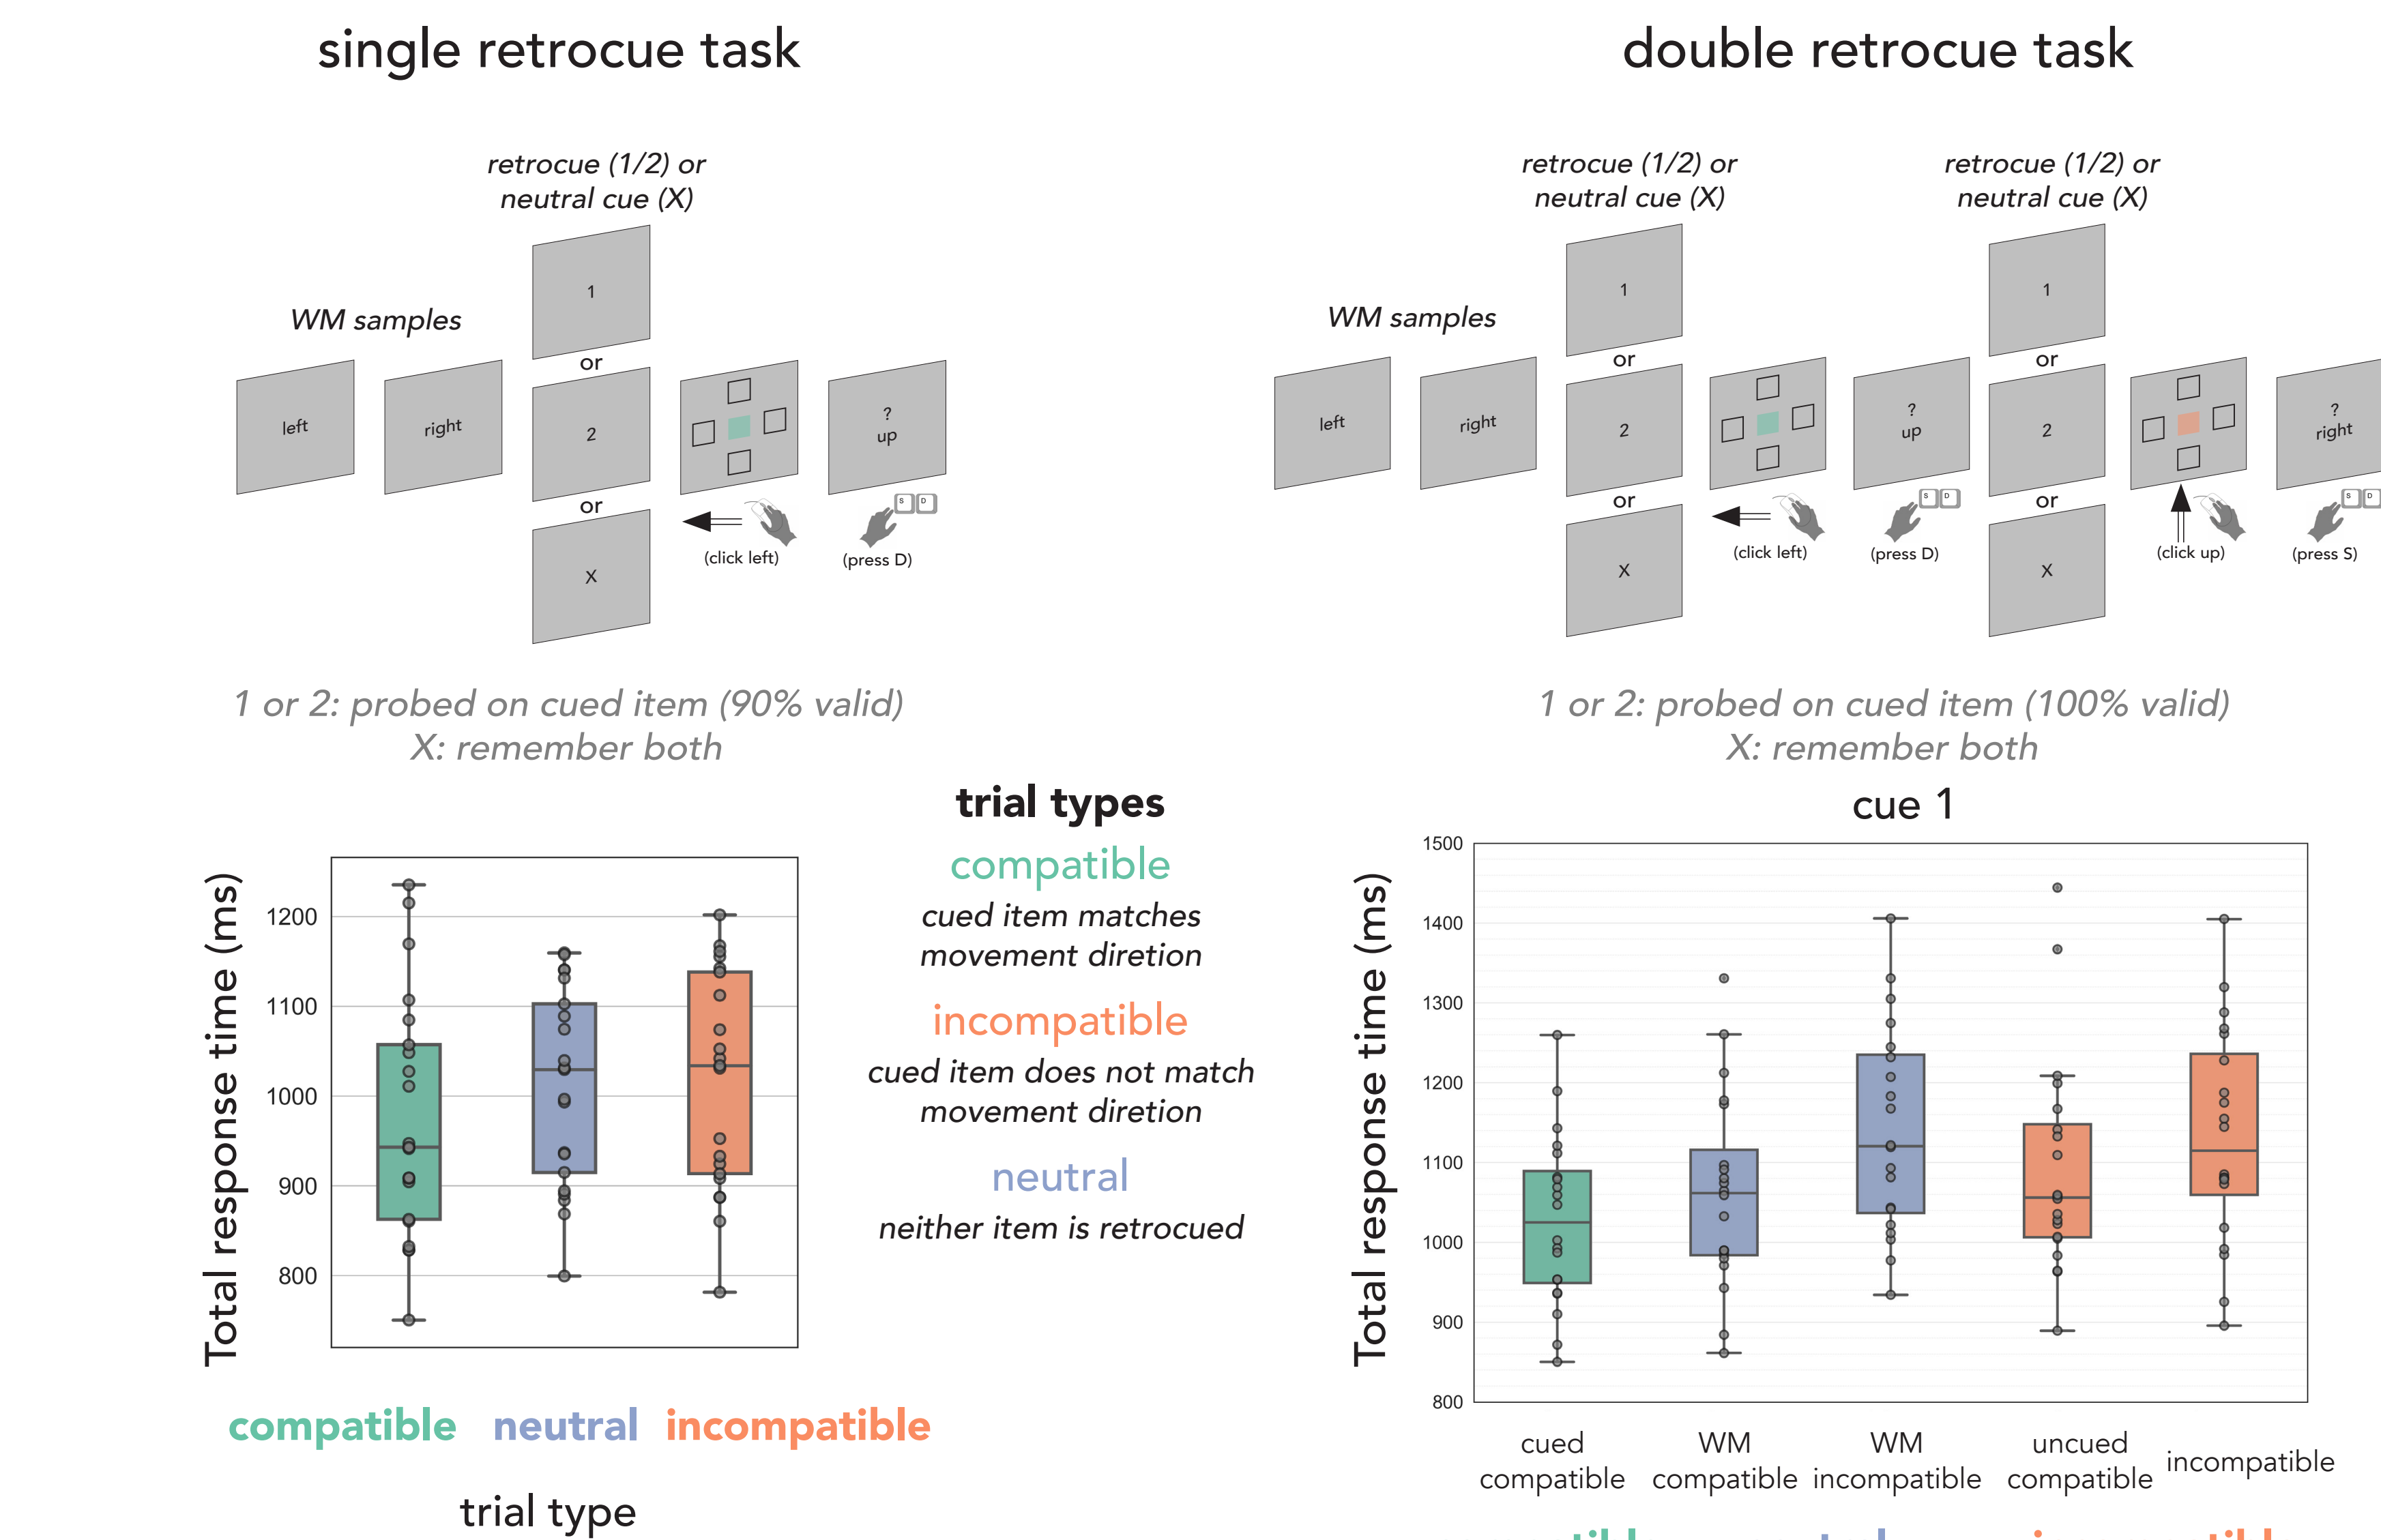 single retrocue task
retrocue (1/2) or
neutral cue (X)
1
WM samples
or
left
right
2
?
up
S D
or
(click left)
(press D)
X
1 or 2: probed on cued item (90% valid)
X: remember both
double retrocue task
retrocue (1/2) or
neutral cue (X)
retrocue (1/2) or
neutral cue (X)
1
1
WM samples
or
or
left
right
2
?
up
2
?
right
S D
S D
or
or
(click left)
(press D)
(click up)
(press S)
X
X
1 or 2: probed on cued item (100% valid)
X: remember both
Total response time (ms)
1200
1100
1000
900
800
compatible neutral incompatible
trial type
trial types
compatible
cued item matches
movement diretion
incompatible
cued item does not match
movement diretion
neutral
neither item is retrocued
cue 1
Total response time (ms)
1500
1400
1300
1200
1100
1000
900
800
cued
compatible
WM
compatible
WM
incompatible
uncued
compatible
incompatible